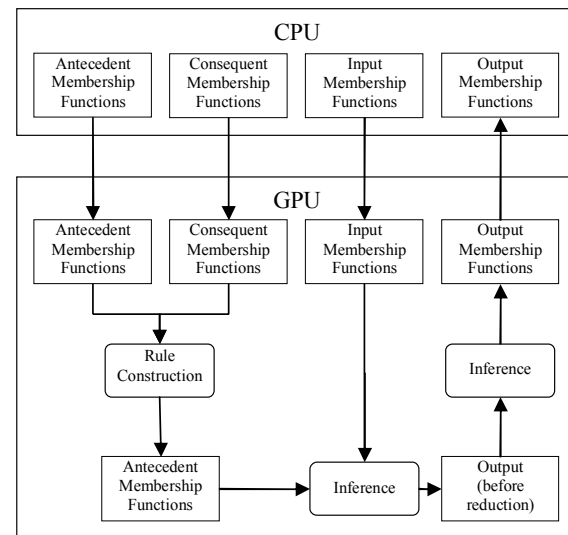 CPU
Antecedent
Membership
Functions
Consequent
Membership
Functions
Input
Membership
Functions
Output
Membership
Functions
GPU
Antecedent
Membership
Functions
Consequent
Membership
Functions
Input
Membership
Functions
Output
Membership
Functions
Rule
Construction
Inference
Antecedent
Membership
Functions
Inference
Output
(before
reduction)